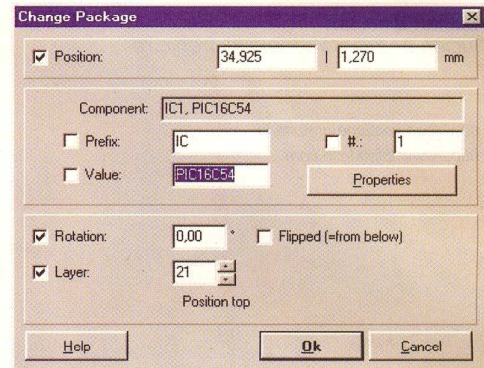 Change Package
Position: 34,925 | 1,270 mm
Component: IC1, PIC16C54
Prefix: IC #.: 1
Value: PIC16C54 Properties
Rotation: 0,00 ° Flipped (=from below)
Layer: 21
Position top
Help Ok Cancel